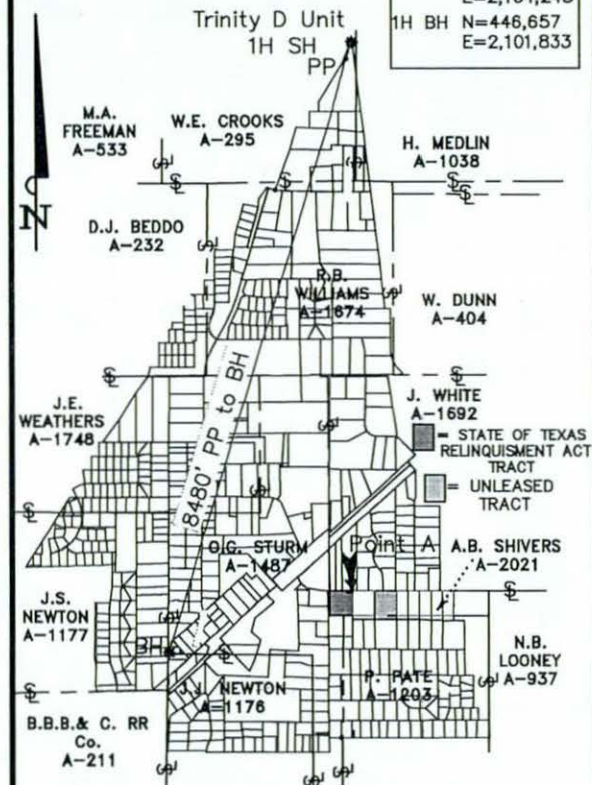 Trinity D Unit
1H SH
PP
1H BH N=446,657
E=2,101,833
M.A.
FREEMAN
A-533
W.E. CROOKS
A-295
H. MEDLIN
A-1038
N
D.J. BEDDO
A-232
R.B.
WILLIAMS
A-1674
W. DUNN
A-404
J.E.
WEATHERS
A-1748
8480' PP to BH
J. WHITE
A-1692
= STATE OF TEXAS
RELINQUISMENT ACT
TRACT
= UNLEASED
TRACT
O.G. STURM
A-1487
Point A
A.B. SHIVERS
A-2021
J.S.
NEWTON
A-1177
BH
N.B.
LOONEY
A-937
P. PATE
A-1203
J.J. NEWTON
A=1176
B.B.B.& C. RR
Co.
A-211